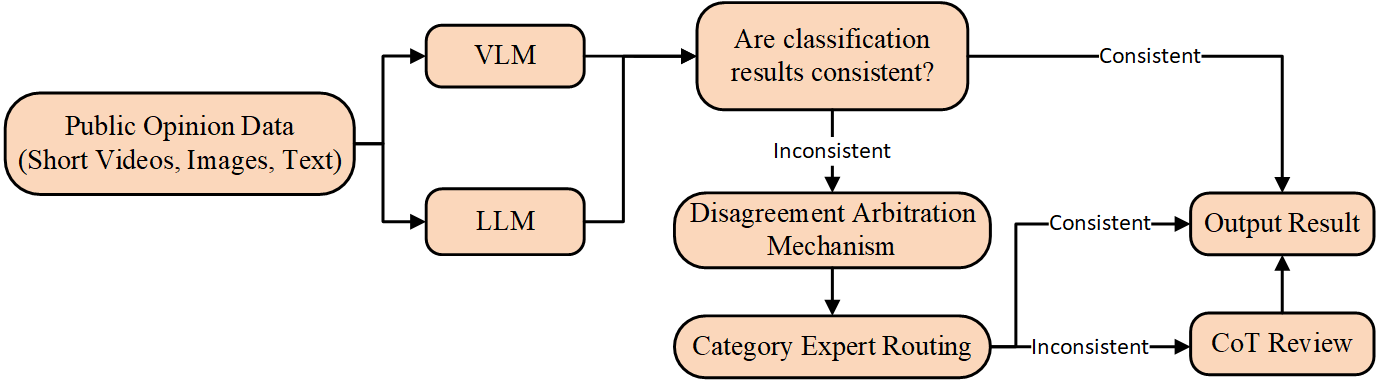 Public Opinion Data
(Short Videos, Images, Text)
VLM
LLM
Are classification
results consistent?
Consistent
Inconsistent
Disagreement Arbitration
Mechanism
Category Expert Routing
Consistent
Inconsistent
Output Result
CoT Review